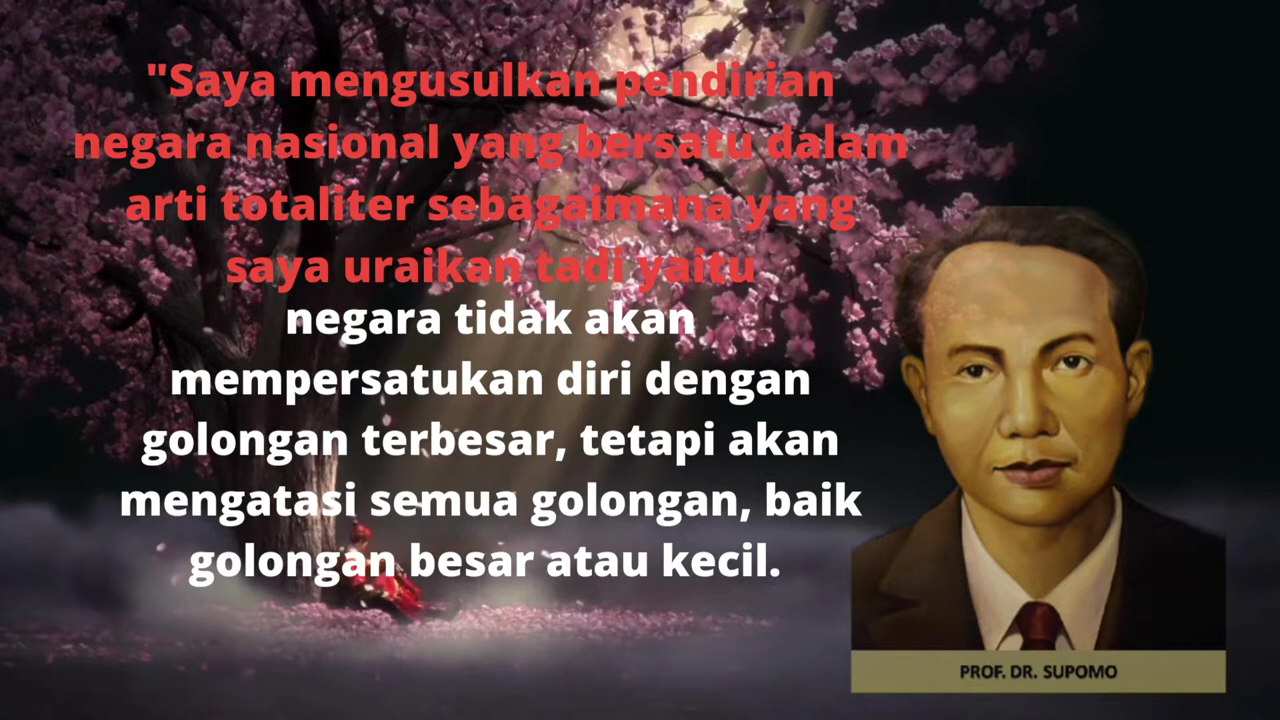 "Saya mengusulkan pendirian
negara nasional yang bersatu dalam
arti totaliter sebagaimana yang
saya uraikan tadi yaitu
negara tidak akan
mempersatukan diri dengan
golongan terbesar, tetapi akan
mengatasi semua golongan, baik
golongan besar atau kecil.
PROF. DR. SUPOMO